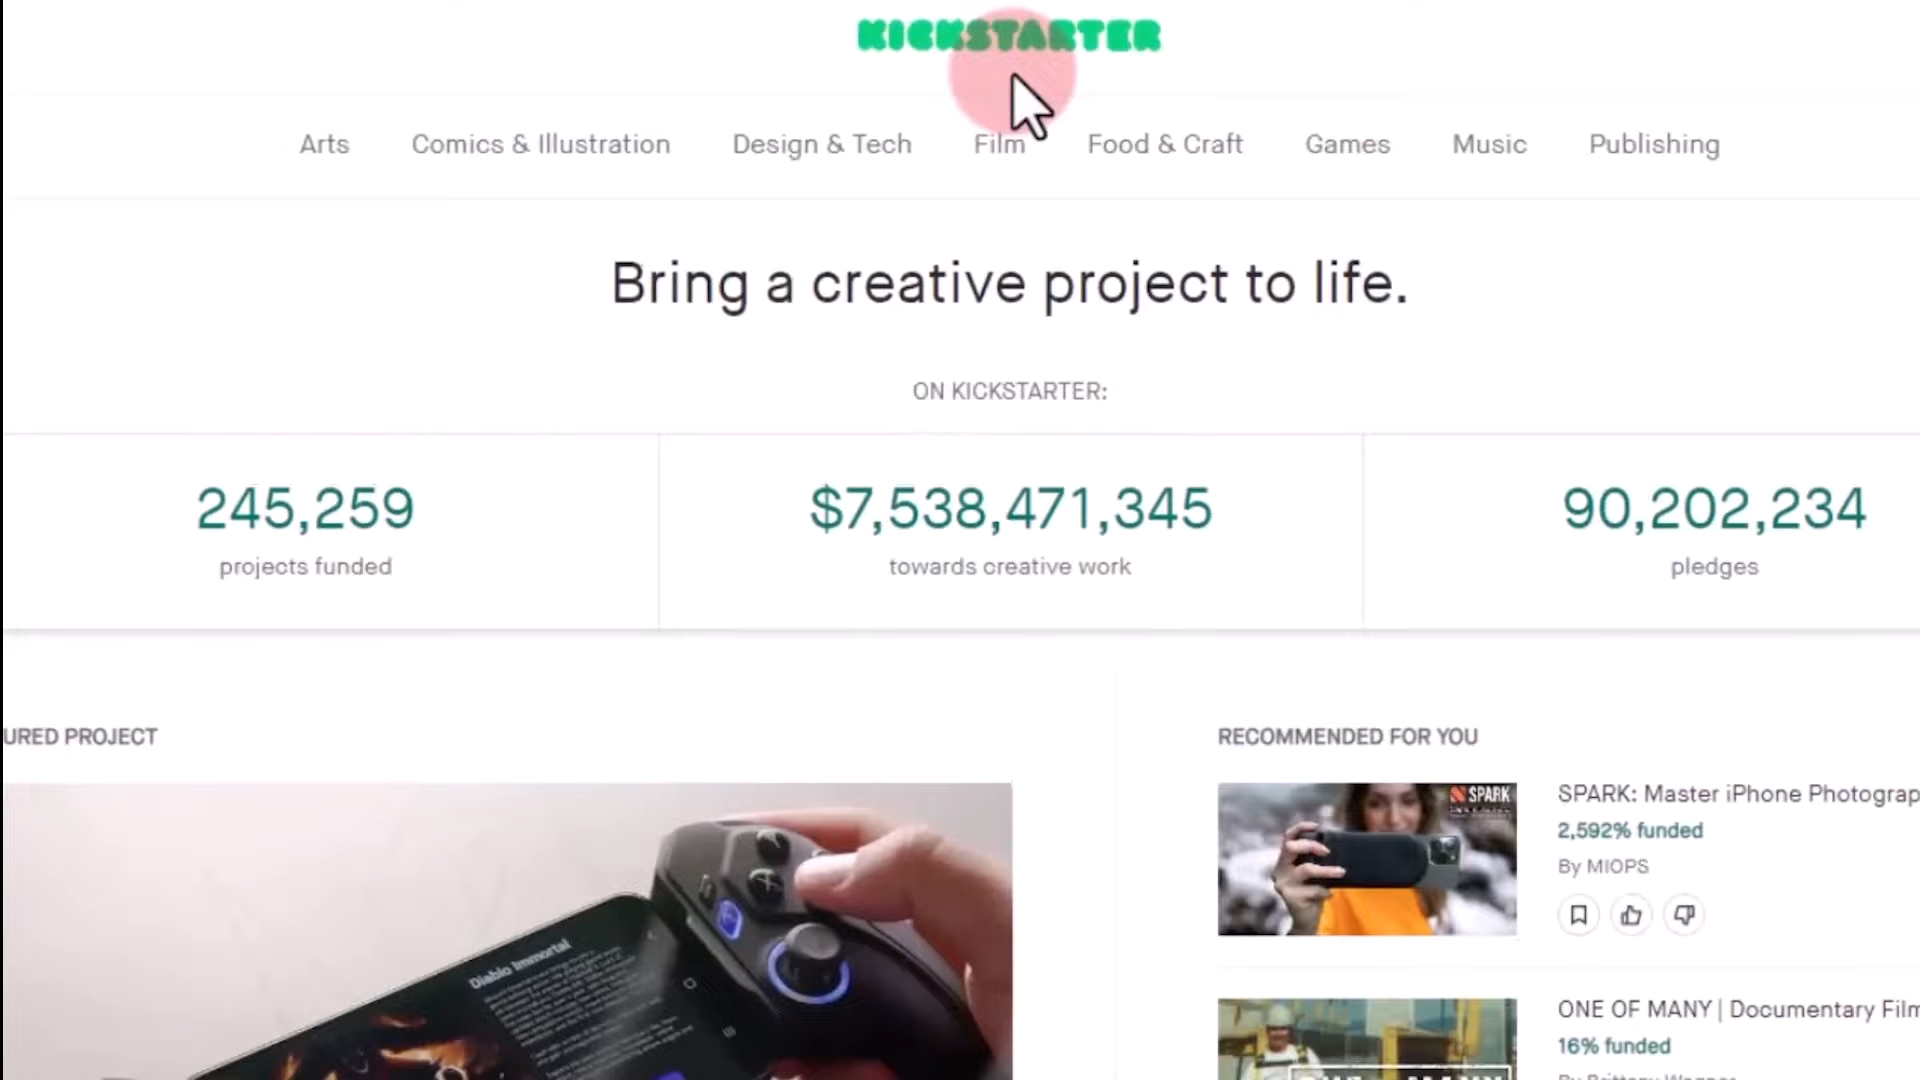 KICKSTARTER
Arts Comics & Illustration Design & Tech Film Food & Craft Games Music Publishing
Bring a creative project to life.
ON KICKSTARTER:
245,259 $7,538,471,345 90,202,234
projects funded towards creative work pledges
URED PROJECT RECOMMENDED FOR YOU
SPARK
SPARK: Master iPhone Photograp
2,592% funded
By MIOPS
Diablo Immortal
ONE OF MANY | Documentary Film
16% funded